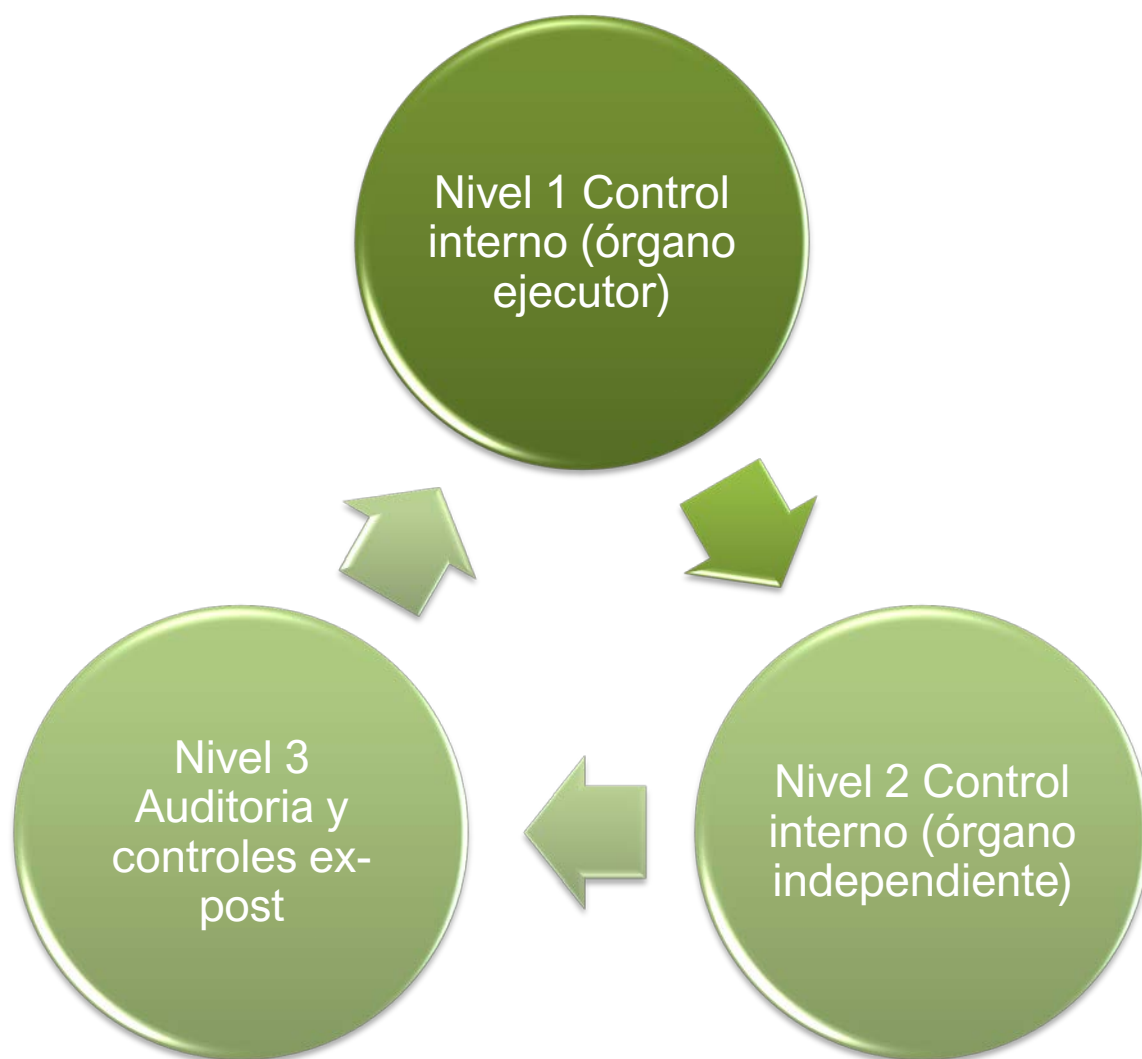 Nivel 1 Control
interno (órgano
ejecutor)
Nivel 2 Control
interno (órgano
independiente)
Nivel 3
Auditoria y
controles ex-
post